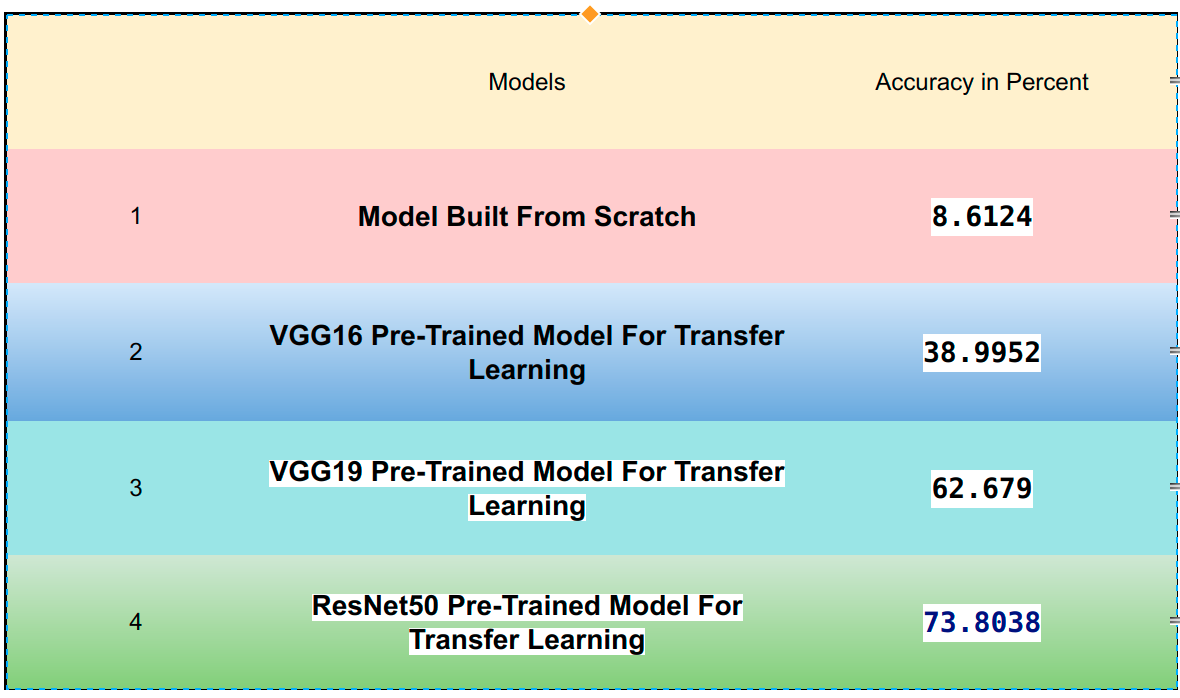 Models Accuracy in Percent
1 Model Built From Scratch 8.6124
2 VGG16 Pre-Trained Model For Transfer
Learning 38.9952
3 VGG19 Pre-Trained Model For Transfer
Learning 62.679
4 ResNet50 Pre-Trained Model For
Transfer Learning 73.8038